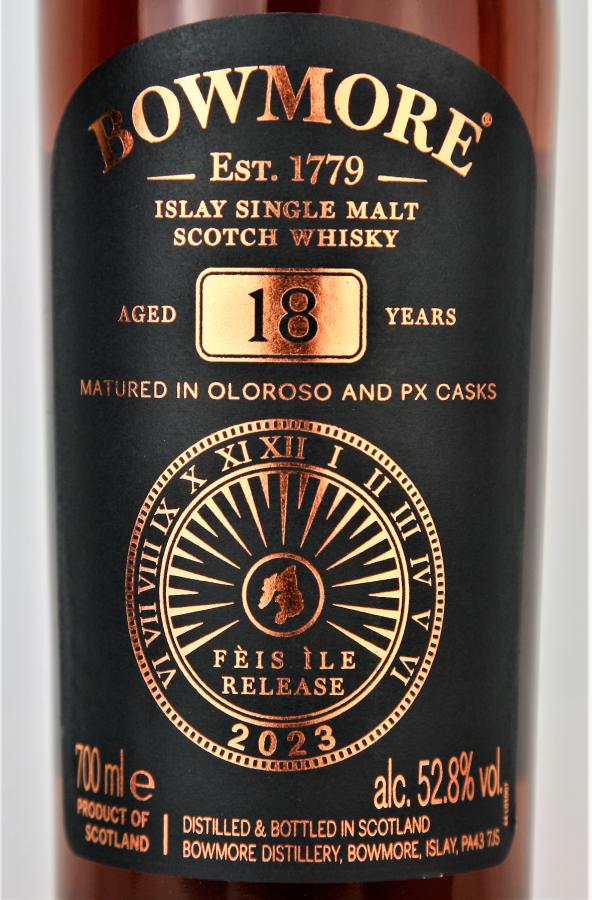 BOWMORE®
EST. 1779
ISLAY SINGLE MALT
SCOTCH WHISKY
AGED 18 YEARS
MATURED IN OLOROSO AND PX CASKS
VI VII VIII IX X XI XII I II III IV V VI
FÈIS ÌLE
RELEASE
2023
700 ml e
alc. 52.8% vol.
PRODUCT OF
SCOTLAND
DISTILLED & BOTTLED IN SCOTLAND
BOWMORE DISTILLERY, BOWMORE, ISLAY, PA43 7JS